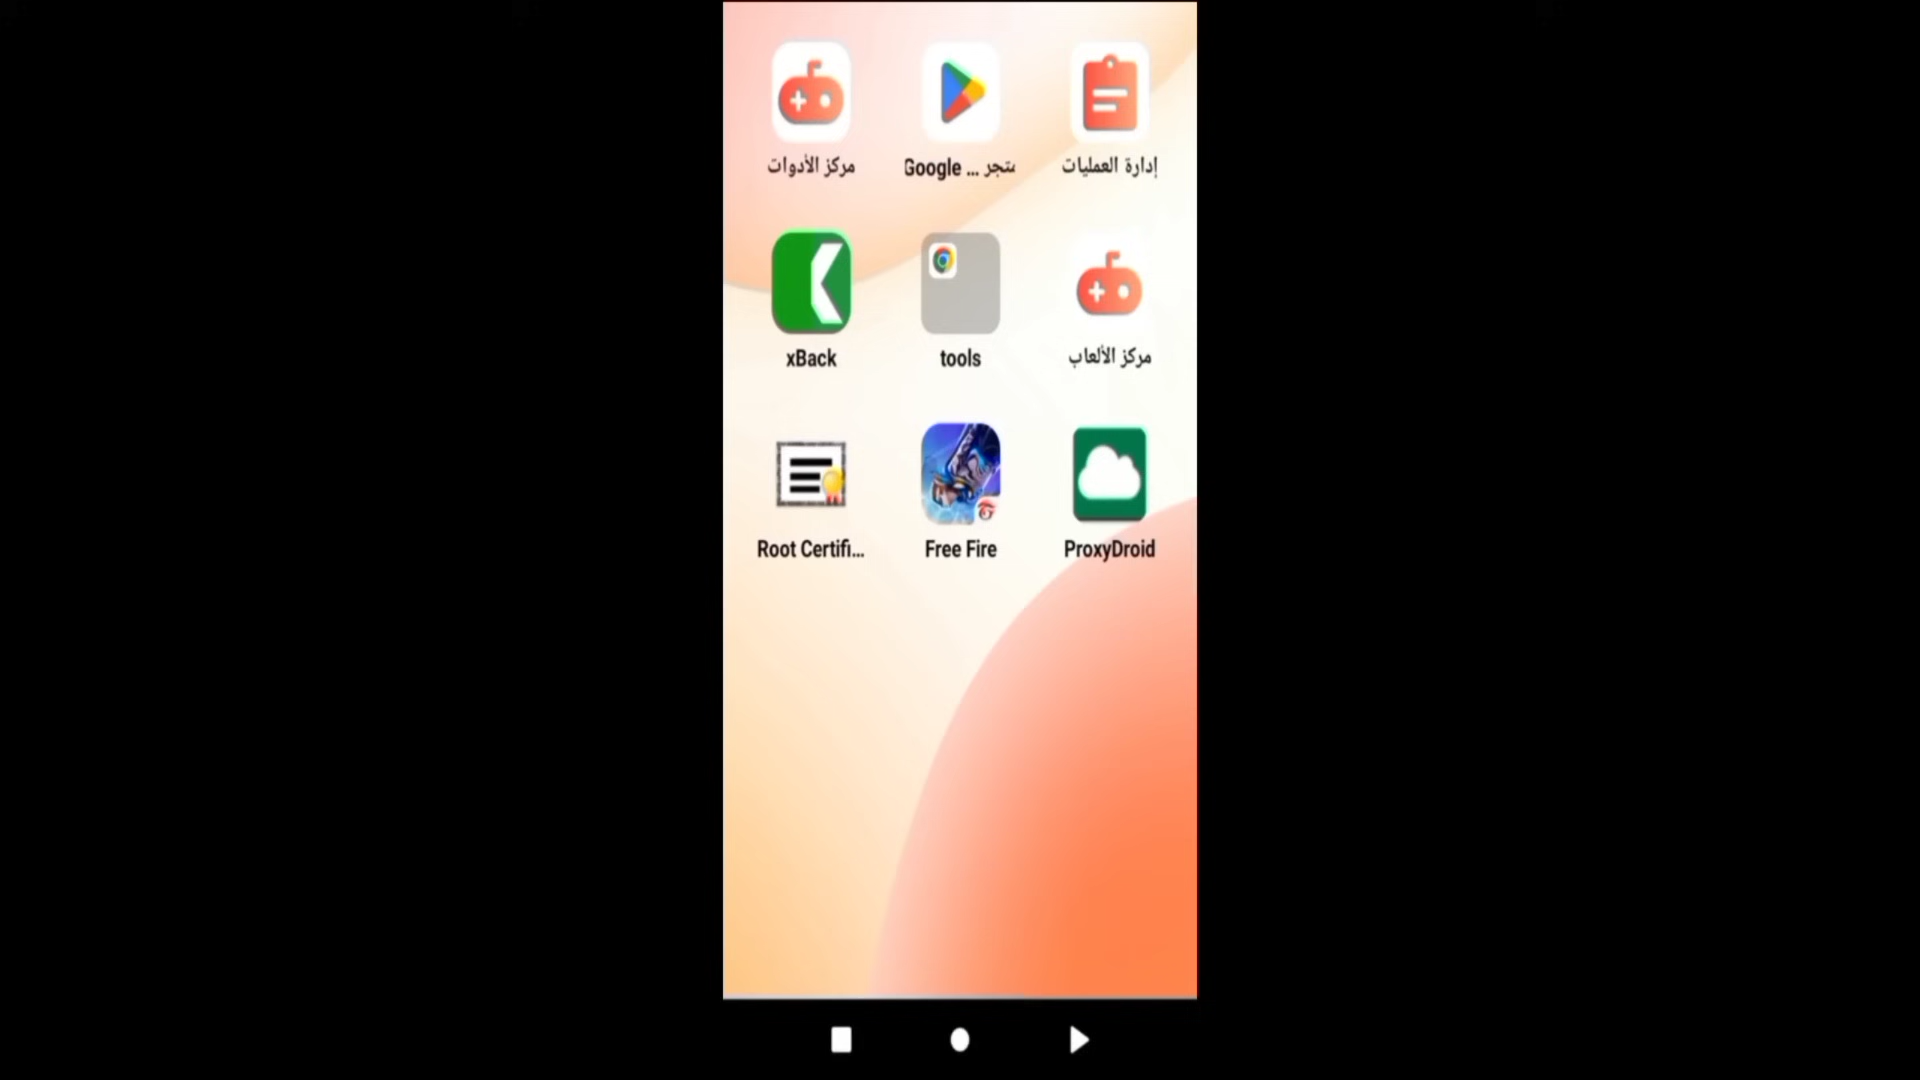 إدارة العمليات
متجر Google ...
مركز الأدوات
مركز الألعاب
tools
xBack
ProxyDroid
Free Fire
Root Certifi...